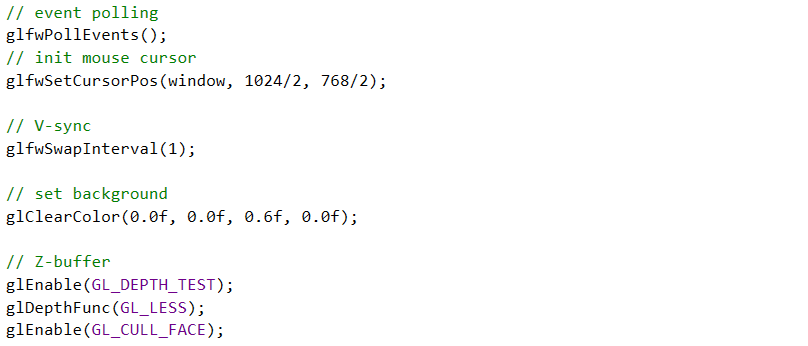 // event polling
glfwPollEvents();
// init mouse cursor
glfwSetCursorPos(window, 1024/2, 768/2);
// V-sync
glfwSwapInterval(1);
// set background
glClearColor(0.0f, 0.0f, 0.6f, 0.0f);
// Z-buffer
glEnable(GL_DEPTH_TEST);
glDepthFunc(GL_LESS);
glEnable(GL_CULL_FACE);